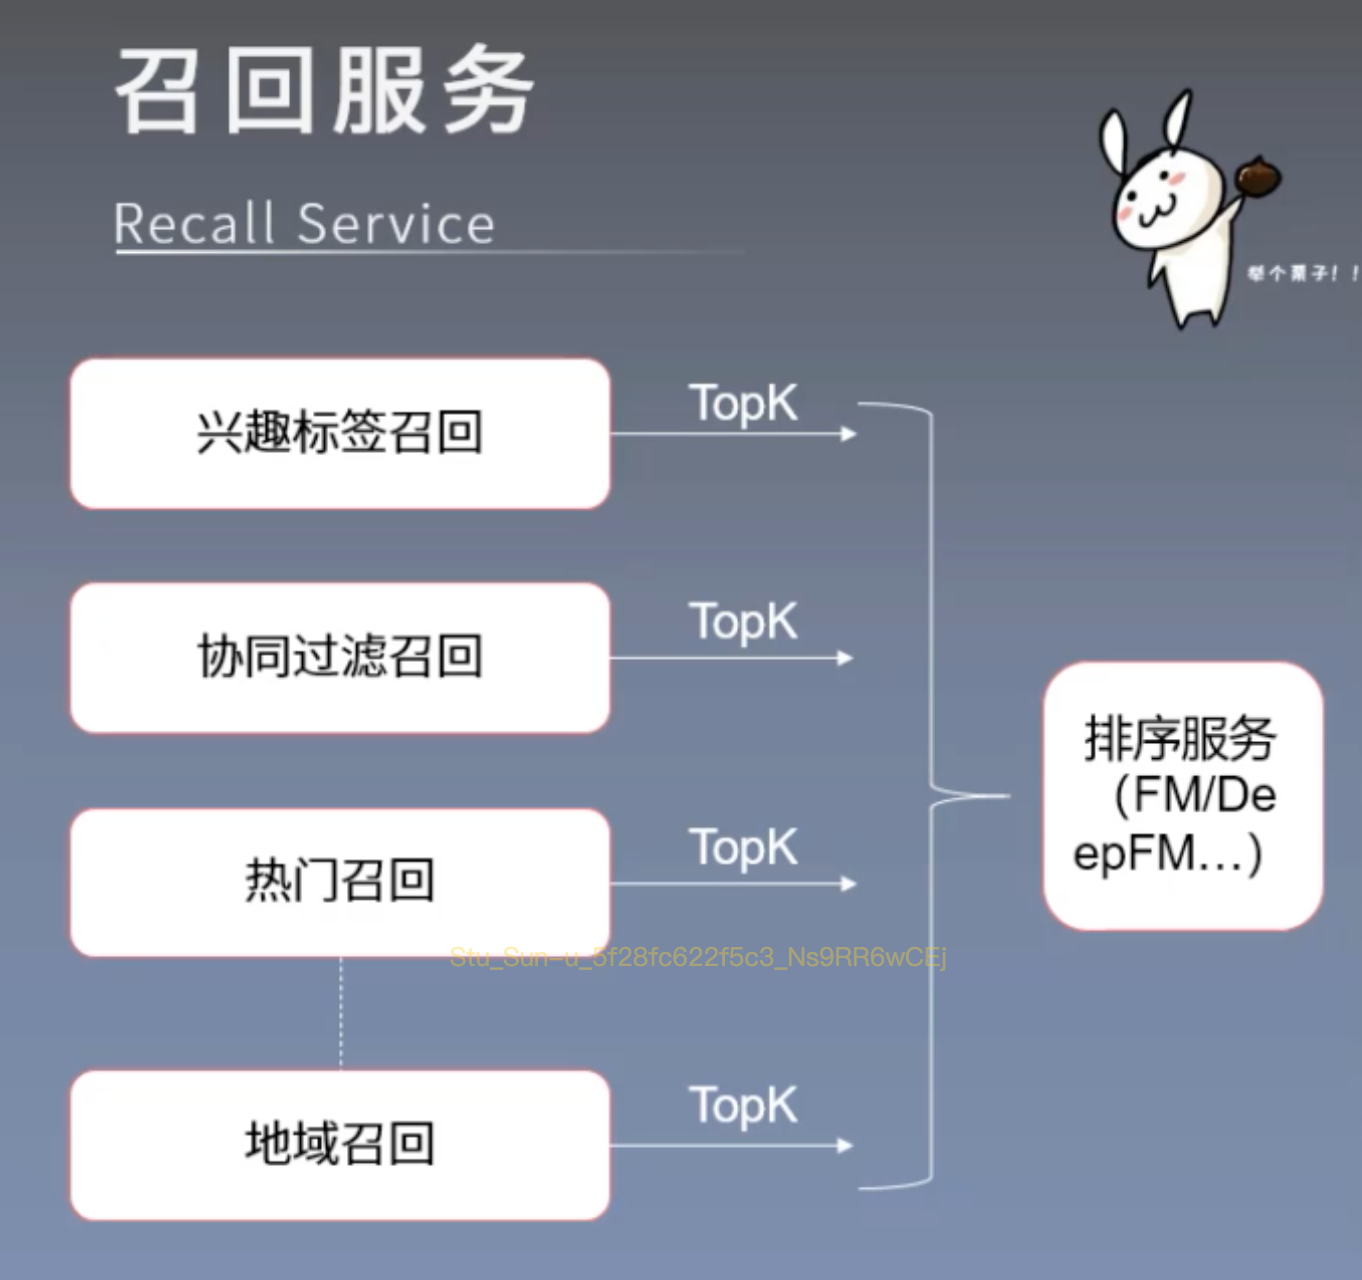 召回服务
Recall Service
举个栗子！！
兴趣标签召回
TopK
协同过滤召回
TopK
热门召回
TopK
Stu_Sun-u_5f28fc622f5c3_Ns9RR6wCEj
地域召回
TopK
排序服务
（FM/De
epFM...）